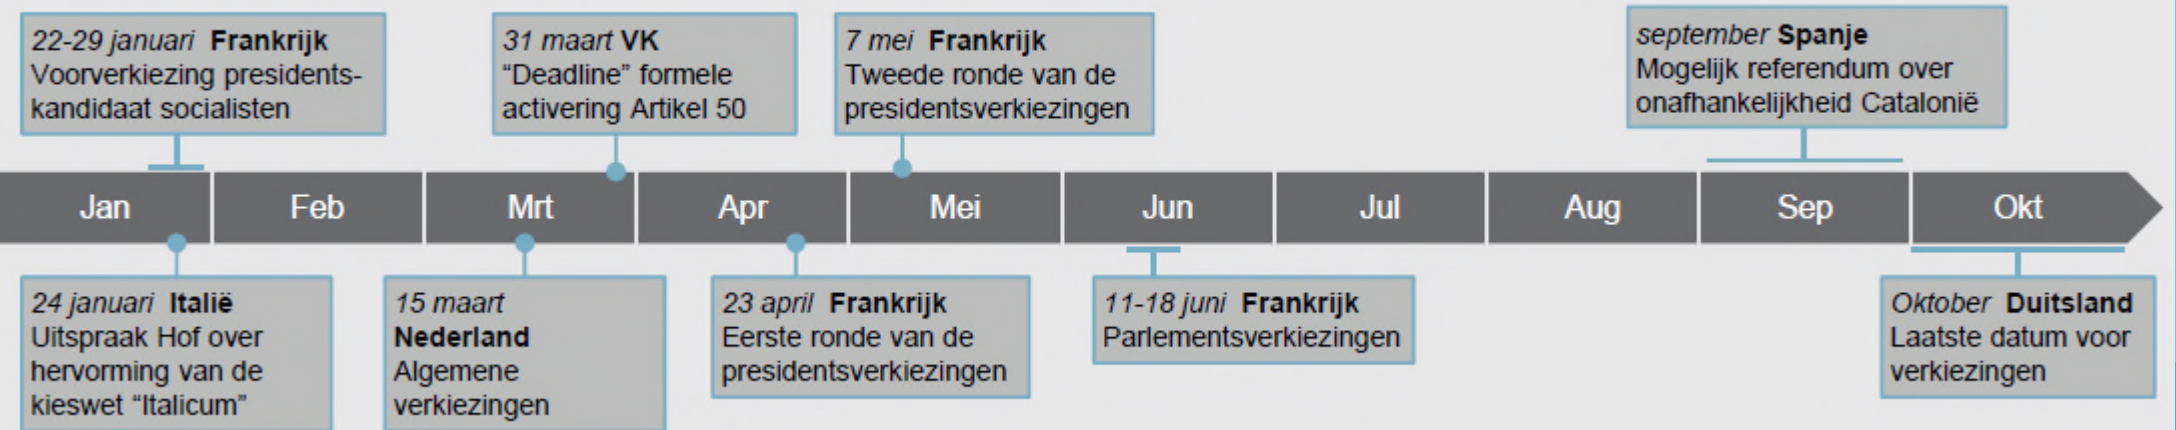 22-29 januari Frankrijk
Voorverkiezing presidents-
kandidaat socialisten
31 maart VK
“Deadline” formele
activering Artikel 50
7 mei Frankrijk
Tweede ronde van de
presidentsverkiezingen
september Spanje
Mogelijk referendum over
onafhankelijkheid Catalonië
Jan Feb Mrt Apr Mei Jun Jul Aug Sep Okt
24 januari Italië
Uitspraak Hof over
hervorming van de
kieswet “Italicum”
15 maart
Nederland
Algemene
verkiezingen
23 april Frankrijk
Eerste ronde van de
presidentsverkiezingen
11-18 juni Frankrijk
Parlementsverkiezingen
Oktober Duitsland
Laatste datum voor
verkiezingen